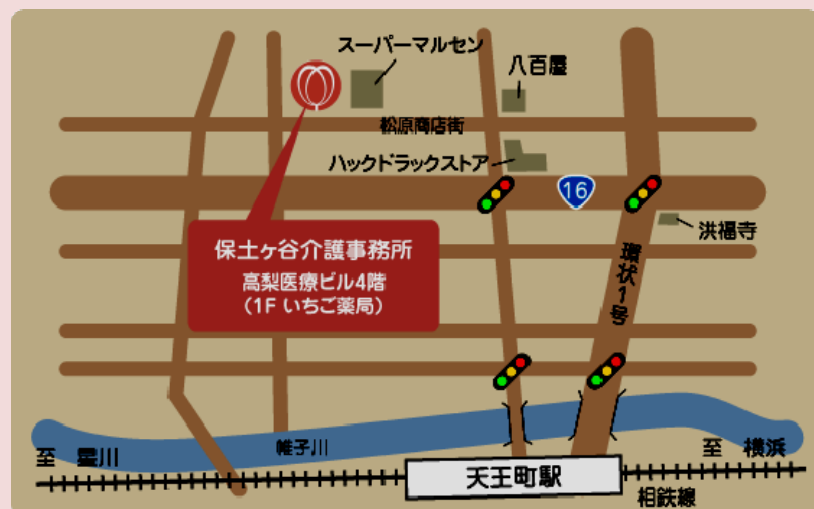 スーパーマルセン
八百屋
松原商店街
ハックドラックストア
16
洪福寺
保土ヶ谷介護事務所
高梨医療ビル4階
(1F いちご薬局)
環状1号
至 星川
帷子川
至 横浜
天王町駅
相鉄線